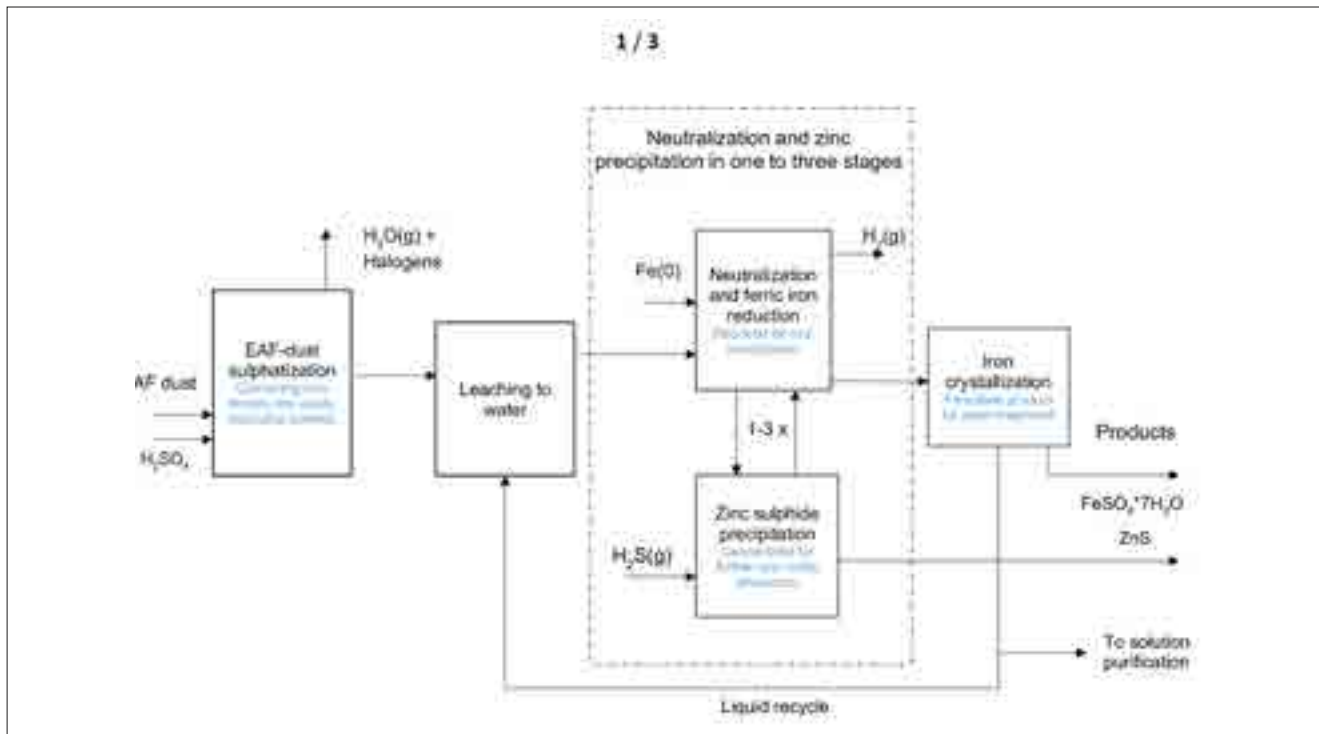 1 / 3
Neutralization and zinc
precipitation in one to three stages
H₂O(g) +
Halogens
H₂(g)
Fe(0)
Neutralization
and ferric iron
reduction
EAF-dust
sulphatization
AF dust
H₂SO₄
Leaching to
water
Iron
crystallization
1-3 x
Products
Zinc sulphide
precipitation
FeSO₄*7H₂O
ZnS
H₂S(g)
To solution
purification
Liquid recycle